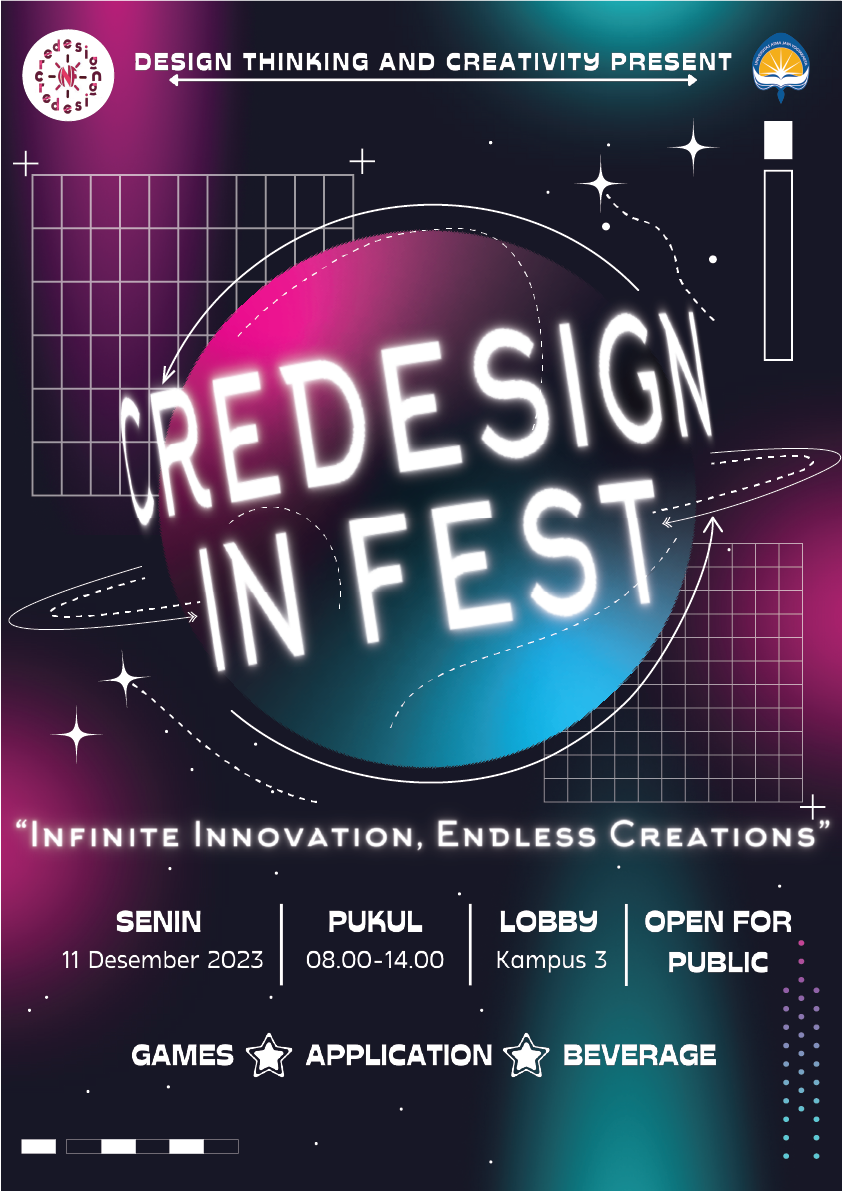 DESIGN THINKING AND CREATIVITY PRESENT
CREDESIGN
IN FEST
“INFINITE INNOVATION, ENDLESS CREATIONS”
SENIN
11 Desember 2023
PUKUL
08.00-14.00
LOBBY
Kampus 3
OPEN FOR
PUBLIC
GAMES APPLICATION BEVERAGE